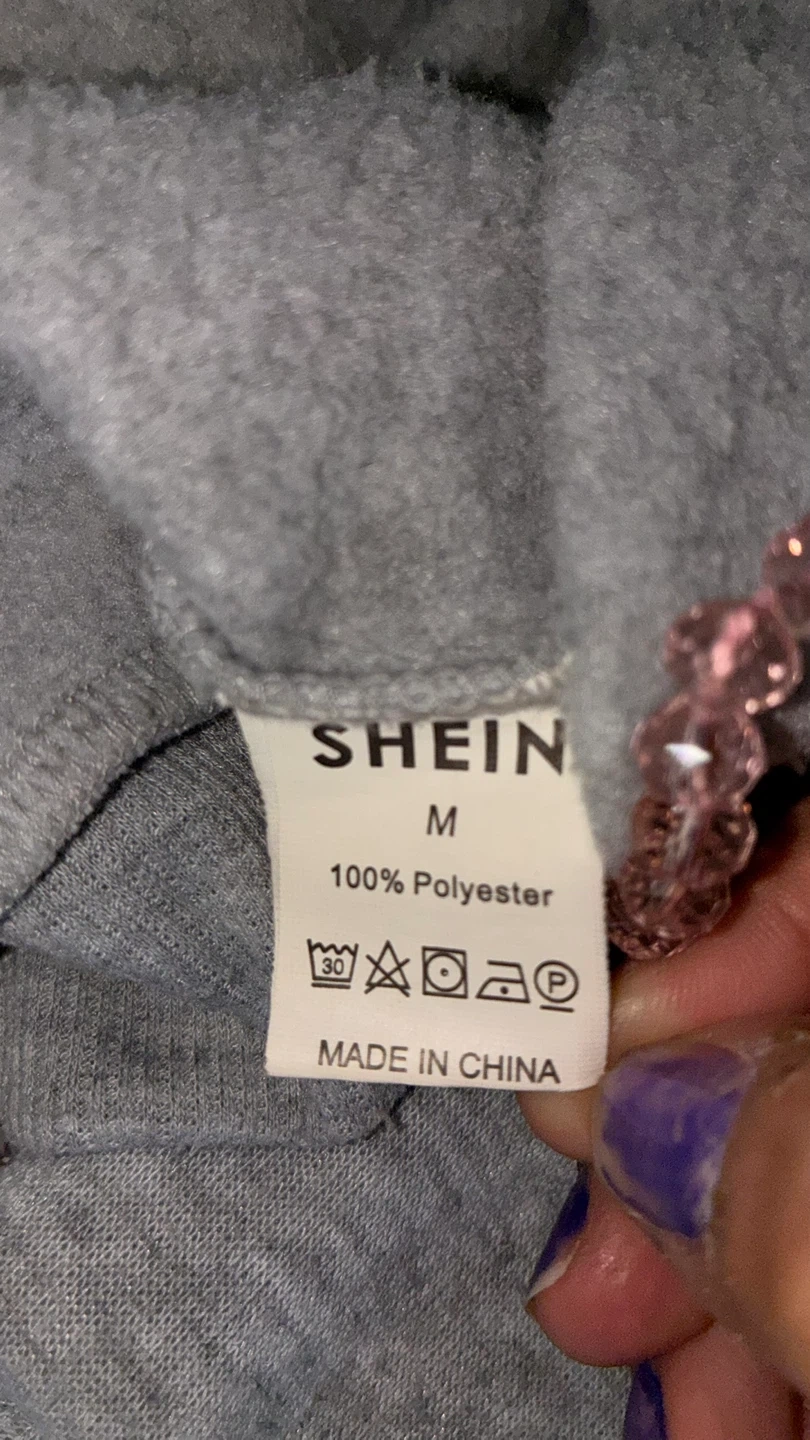 SHEIN
M
100% Polyester
30 P
MADE IN CHINA